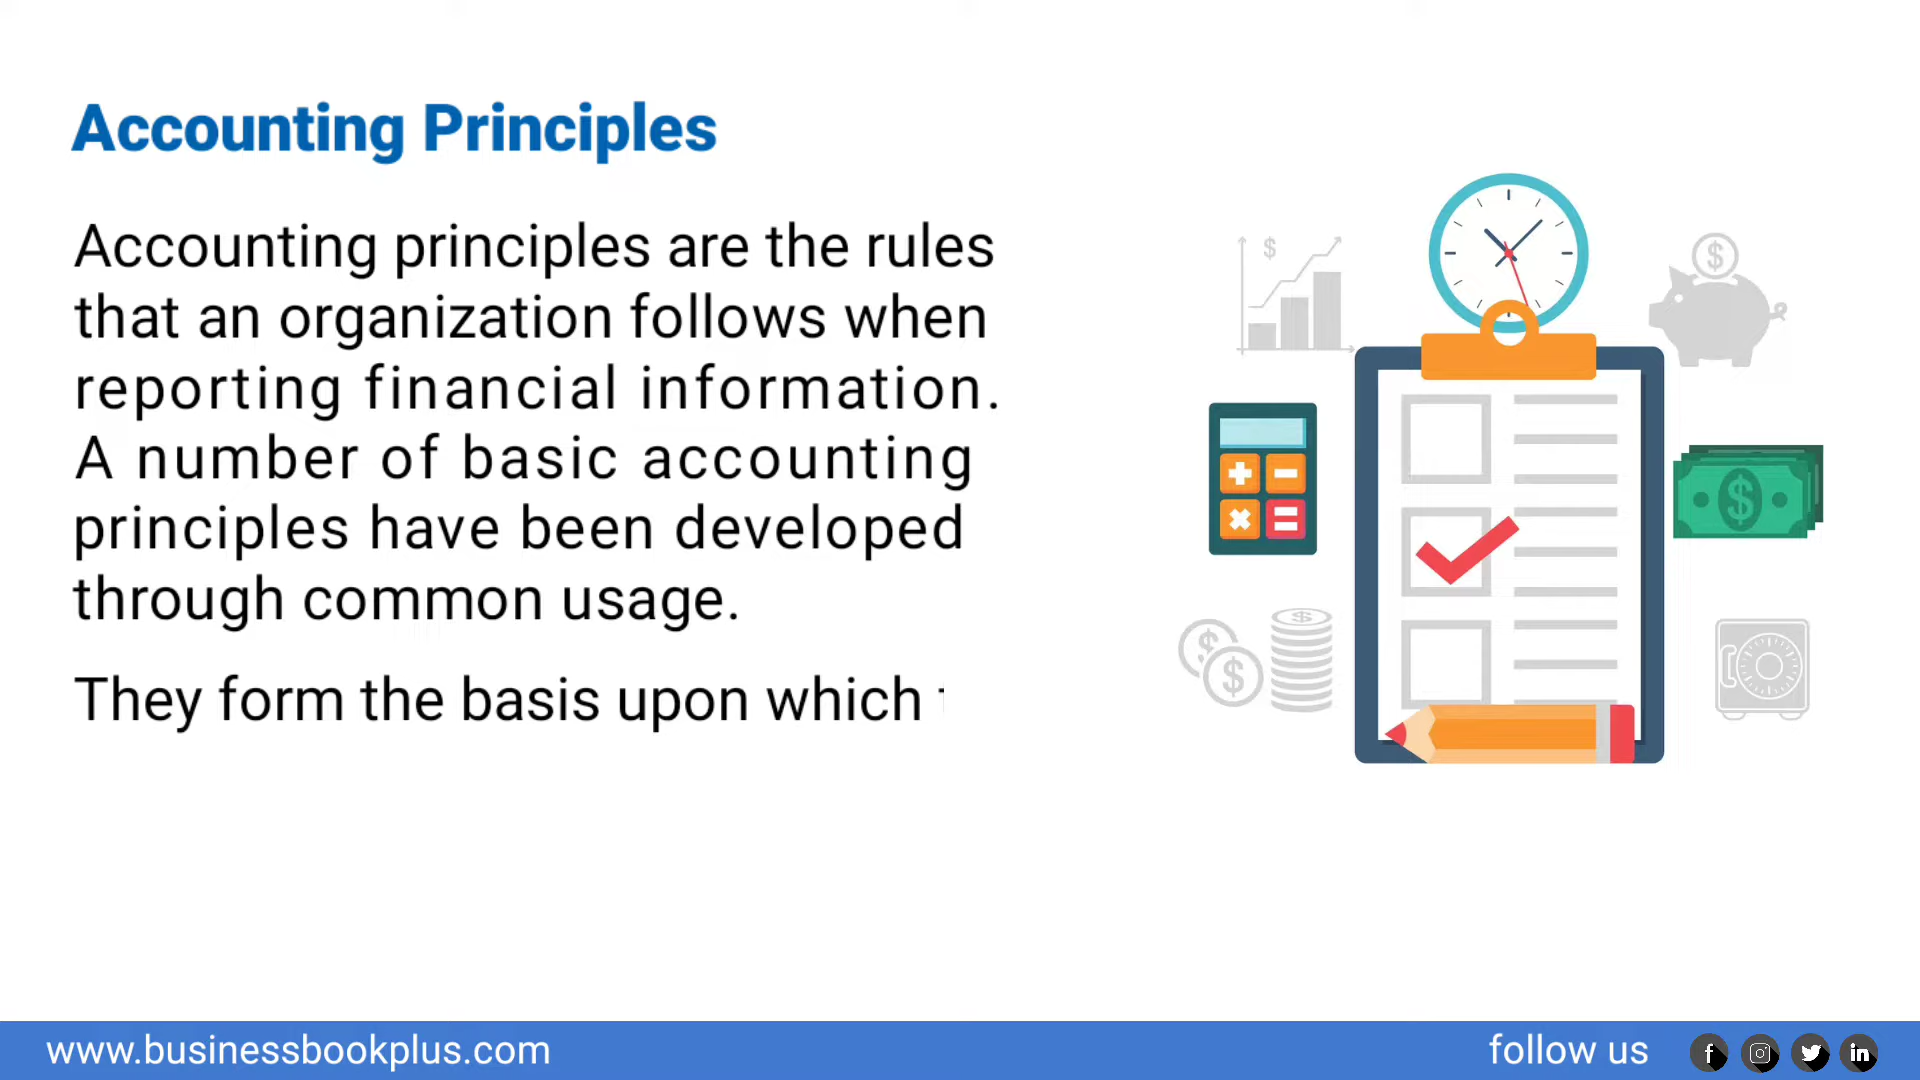 Accounting Principles
Accounting principles are the rules
that an organization follows when
reporting financial information.
A number of basic accounting
principles have been developed
through common usage.
They form the basis upon which
$
$
$
$
$
$
www.businessbookplus.com
follow us